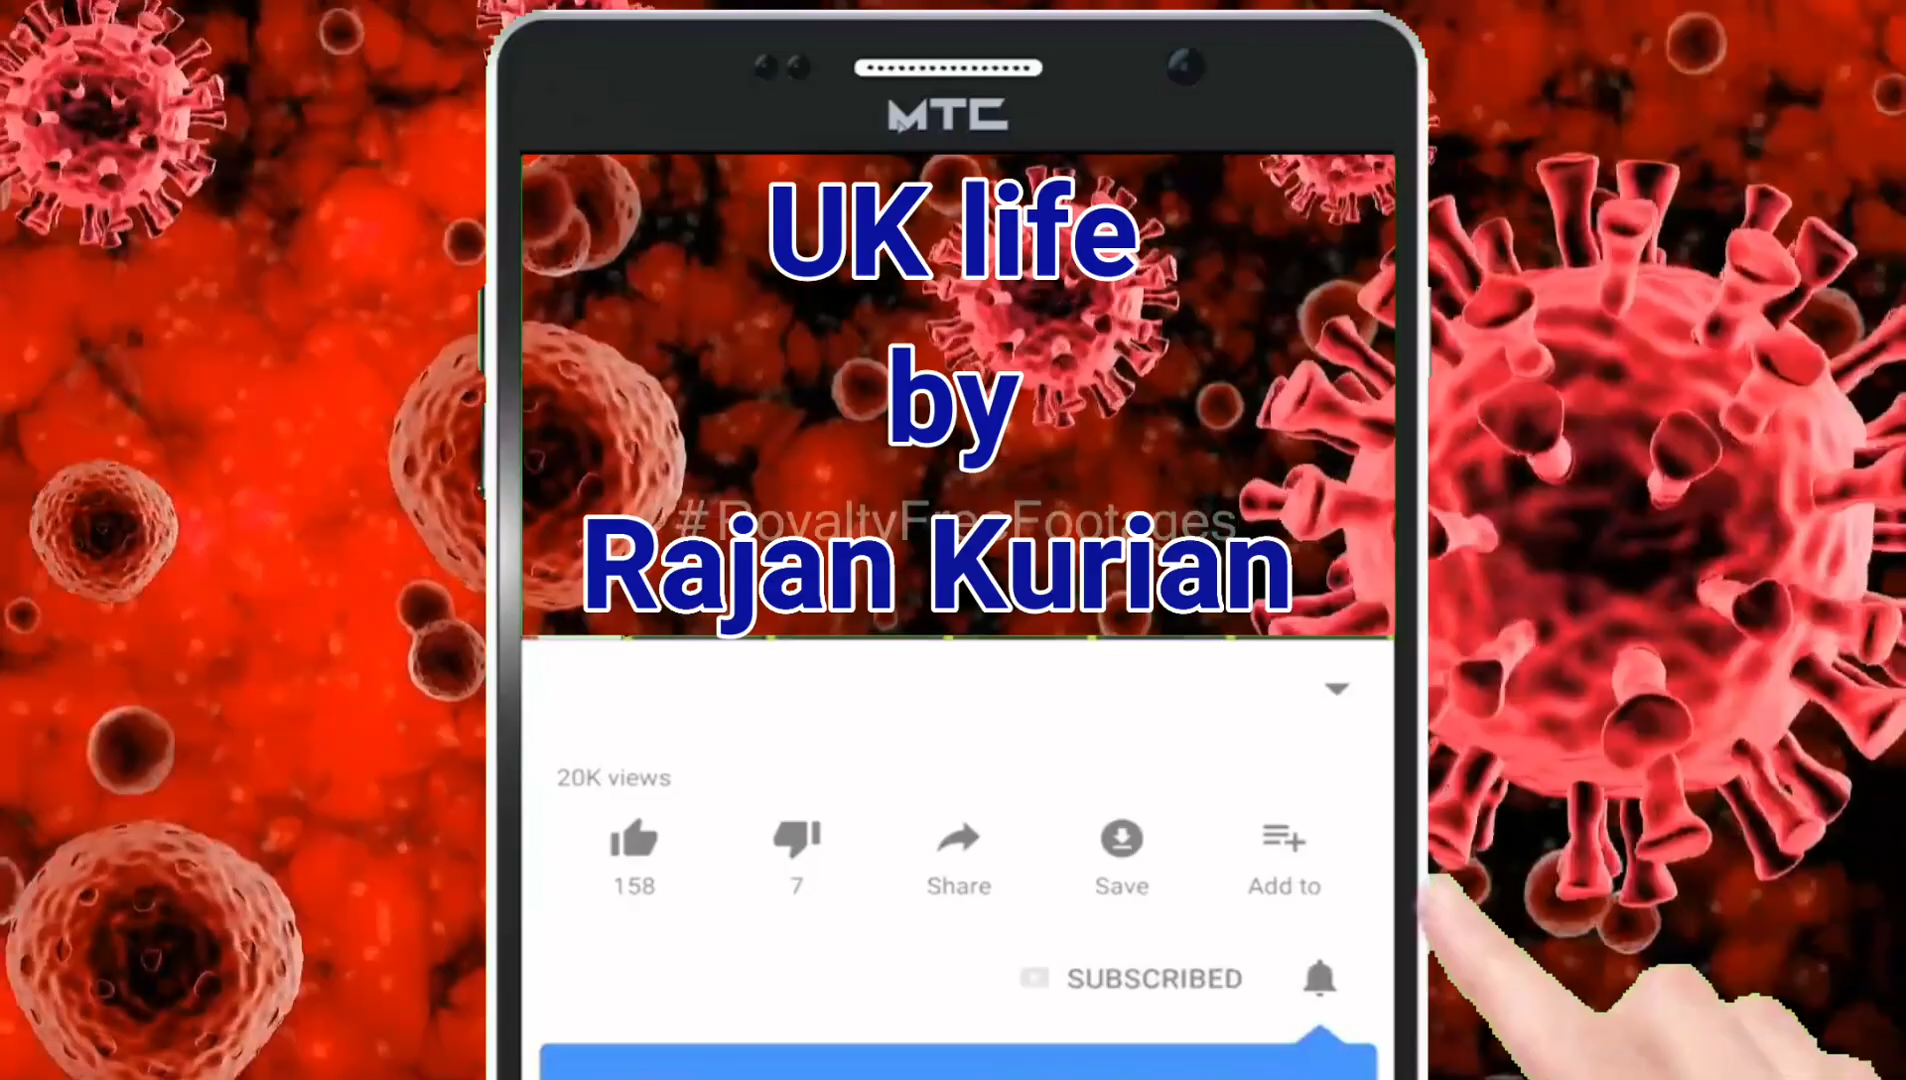 MTC
UK life
by
#RoyaltyFreeFootages
Rajan Kurian
20K views
158
7
Share
Save
Add to
SUBSCRIBED